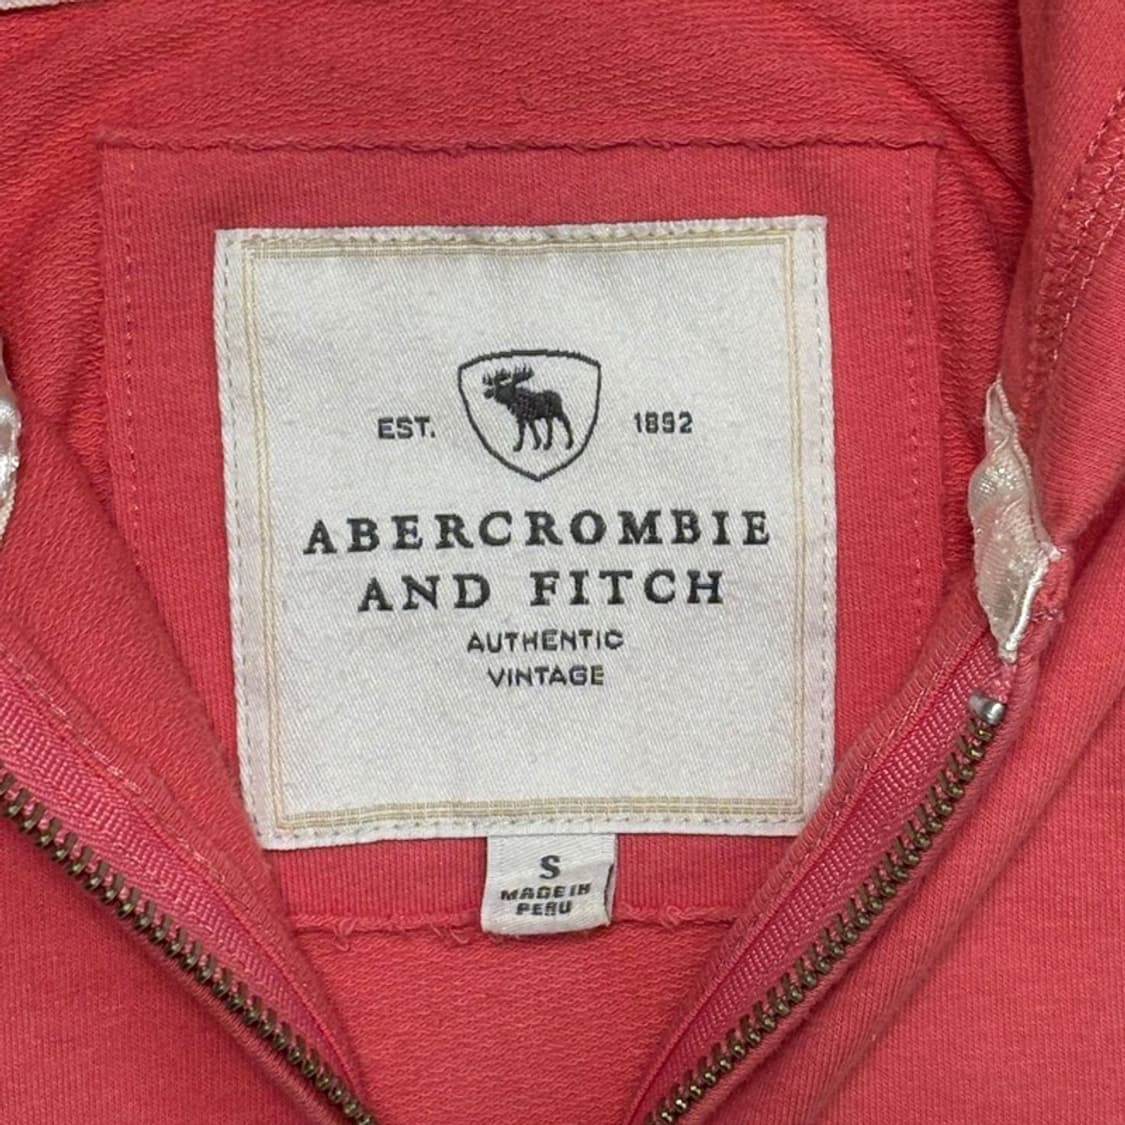 EST. 1892
ABERCROMBIE
AND FITCH
AUTHENTIC
VINTAGE
S
MADE IN
PERU